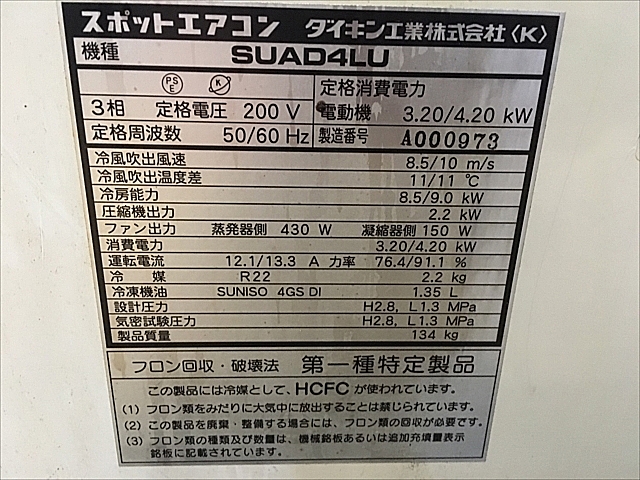 スポットエアコン ダイキン工業株式会社〈K〉
機種 SUAD4LU
PS E K
定格消費電力
3相 定格電圧 200 V 電動機 3.20/4.20 kW
定格周波数 50/60 Hz 製造番号 A000973
冷風吹出風速 8.5/10 m/s
冷風吹出温度差 11/11 ℃
冷房能力 8.5/9.0 kW
圧縮機出力 2.2 kW
ファン出力 蒸発器側 430 W 凝縮器側 150 W
消費電力 3.20/4.20 kW
運転電流 12.1/13.3 A 力率 76.4/91.1 %
冷媒 R22 2.2 kg
冷凍機油 SUNISO 4GS DI 1.35 L
設計圧力 H2.8, L1.3 MPa
気密試験圧力 H2.8, L1.3 MPa
製品質量 134 kg
フロン回収・破壊法 第一種特定製品
この製品には冷媒として、HCFCが使われています。
(1) フロン類をみだりに大気中に放出することは禁じられています。
(2) この製品を廃棄・整備する場合には、フロン類の回収が必要です。
(3) フロン類の種類及び数量は、機械銘板あるいは追加充填量表示
銘板に記載されています。